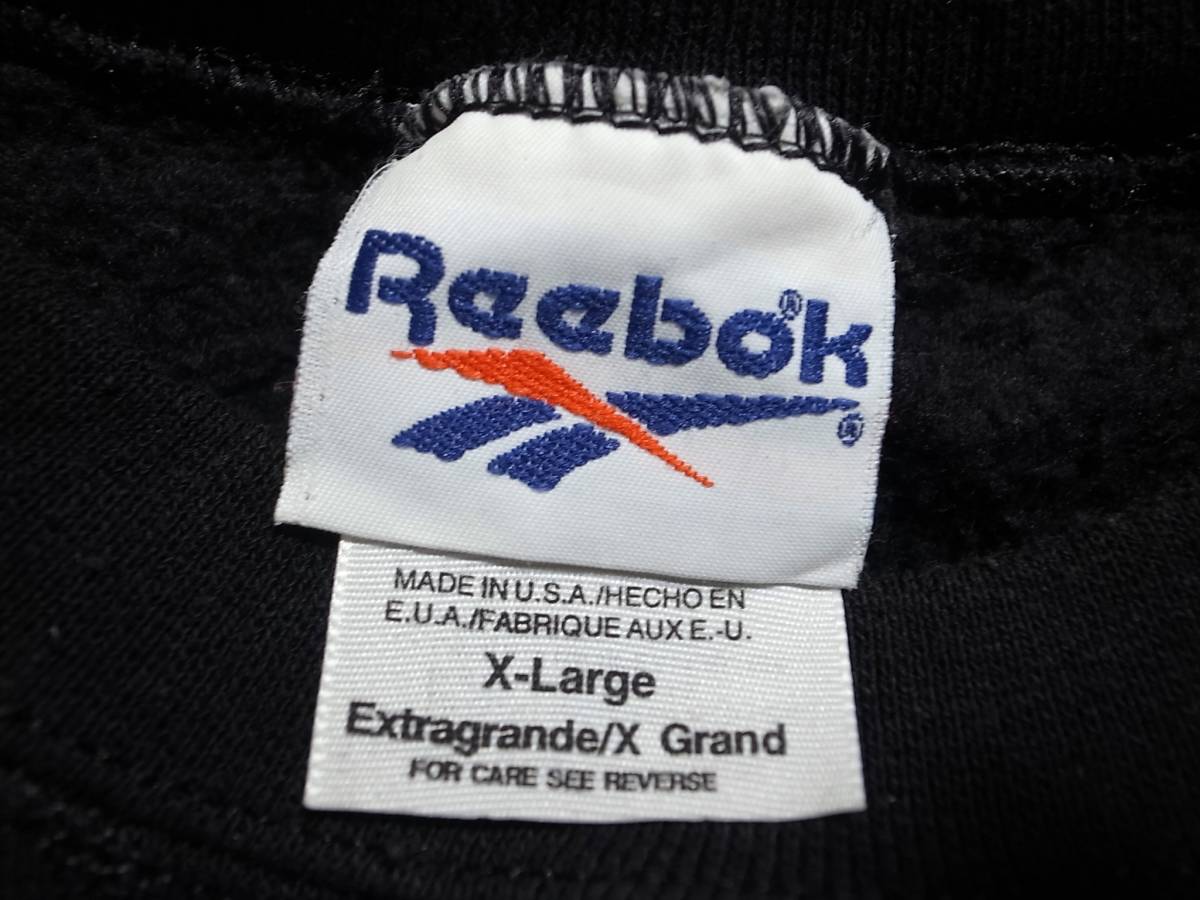 Reebok®
®
MADE IN U.S.A./HECHO EN
E.U.A./FABRIQUE AUX E.-U.
X-Large
Extragrande/X Grand
FOR CARE SEE REVERSE